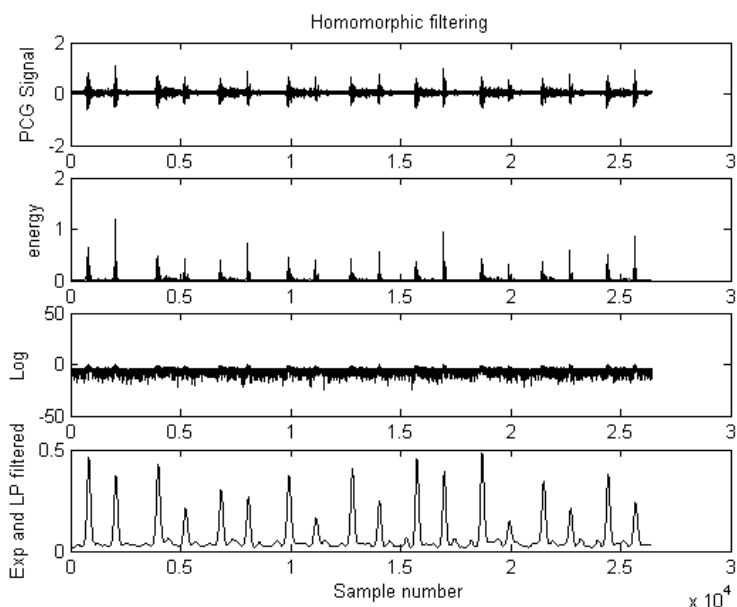 Homomorphic filtering
PCG Signal
2
0
-2
0 0.5 1 1.5 2 2.5 3
energy
2
1
0
0 0.5 1 1.5 2 2.5 3
Log
50
0
-50
0 0.5 1 1.5 2 2.5 3
Exp and LP filtered
0.5
0
0 0.5 1 1.5 2 2.5 3
Sample number
x 10^4